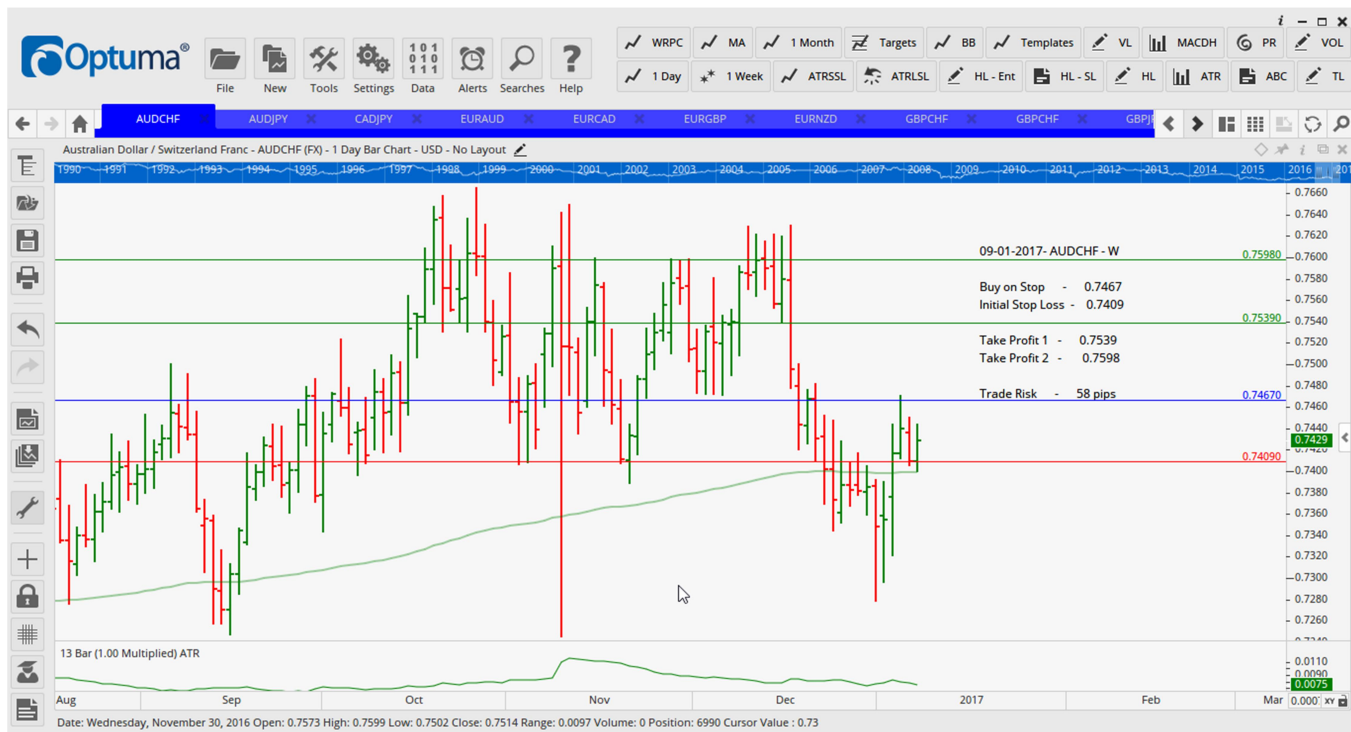 i
Optuma®
File
New
Tools
Settings
101
010
111
Data
Alerts
Searches
Help
WRPC
MA
1 Month
Targets
BB
Templates
VL
MACDH
PR
VOL
1 Day
1 Week
ATRSSL
ATRLSL
HL - Ent
HL - SL
HL
ATR
ABC
TL
AUDCHF
AUDJPY
CADJPY
EURAUD
EURCAD
EURGBP
EURNZD
GBPCHF
GBPCHF
GBPJ
Australian Dollar / Switzerland Franc - AUDCHF (FX) - 1 Day Bar Chart - USD - No Layout
1990 1991 1992 1993 1994 1995 1996 1997 1998 1999 2000 2001 2002 2003 2004 2005 2006 2007 2008 2009 2010 2011 2012 2013 2014 2015 2016 201
0.7660
0.7640
0.7620
0.7600
0.7580
0.7560
0.7540
0.7520
0.7500
0.7480
0.7460
0.7440
0.7429
0.7420
0.7400
0.7380
0.7360
0.7340
0.7320
0.7300
0.7280
0.7260
0.7240
09-01-2017- AUDCHF - W
0.75980
Buy on Stop - 0.7467
Initial Stop Loss - 0.7409
0.75390
Take Profit 1 - 0.7539
Take Profit 2 - 0.7598
Trade Risk - 58 pips
0.74670
0.74090
13 Bar (1.00 Multiplied) ATR
0.0110
0.0090
0.0075
Aug Sep Oct Nov Dec 2017 Feb Mar
0.000 XY
Date: Wednesday, November 30, 2016 Open: 0.7573 High: 0.7599 Low: 0.7502 Close: 0.7514 Range: 0.0097 Volume: 0 Position: 6990 Cursor Value : 0.73